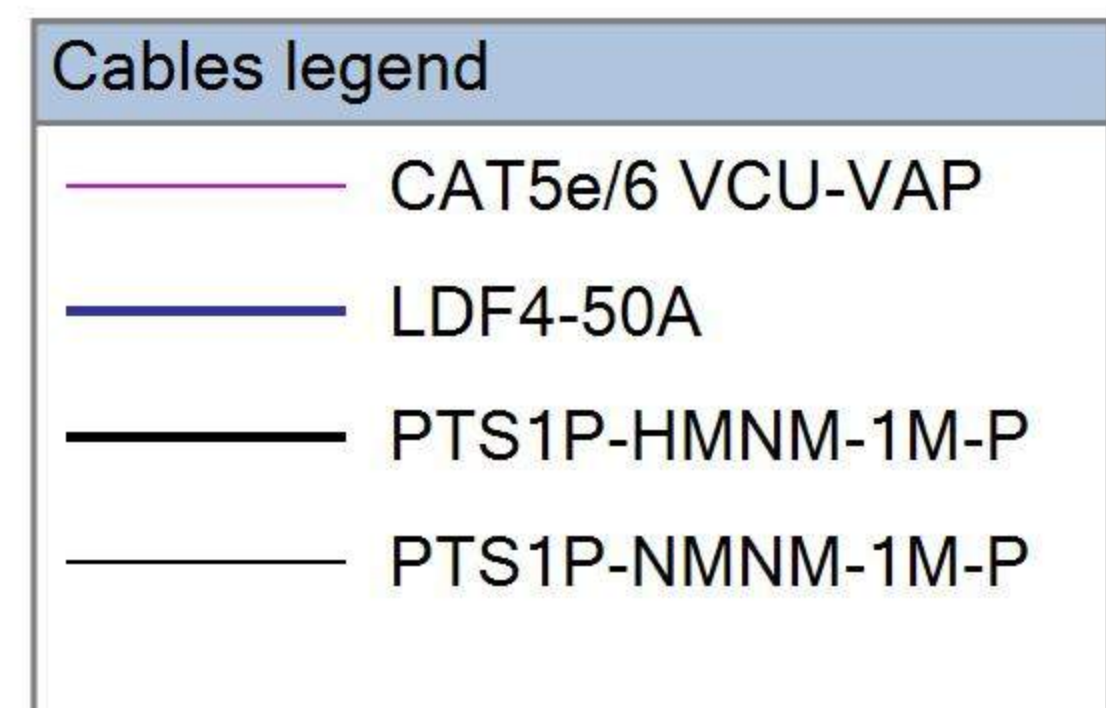 Cables legend
CAT5e/6 VCU-VAP
LDF4-50A
PTS1P-HMNM-1M-P
PTS1P-NMNM-1M-P